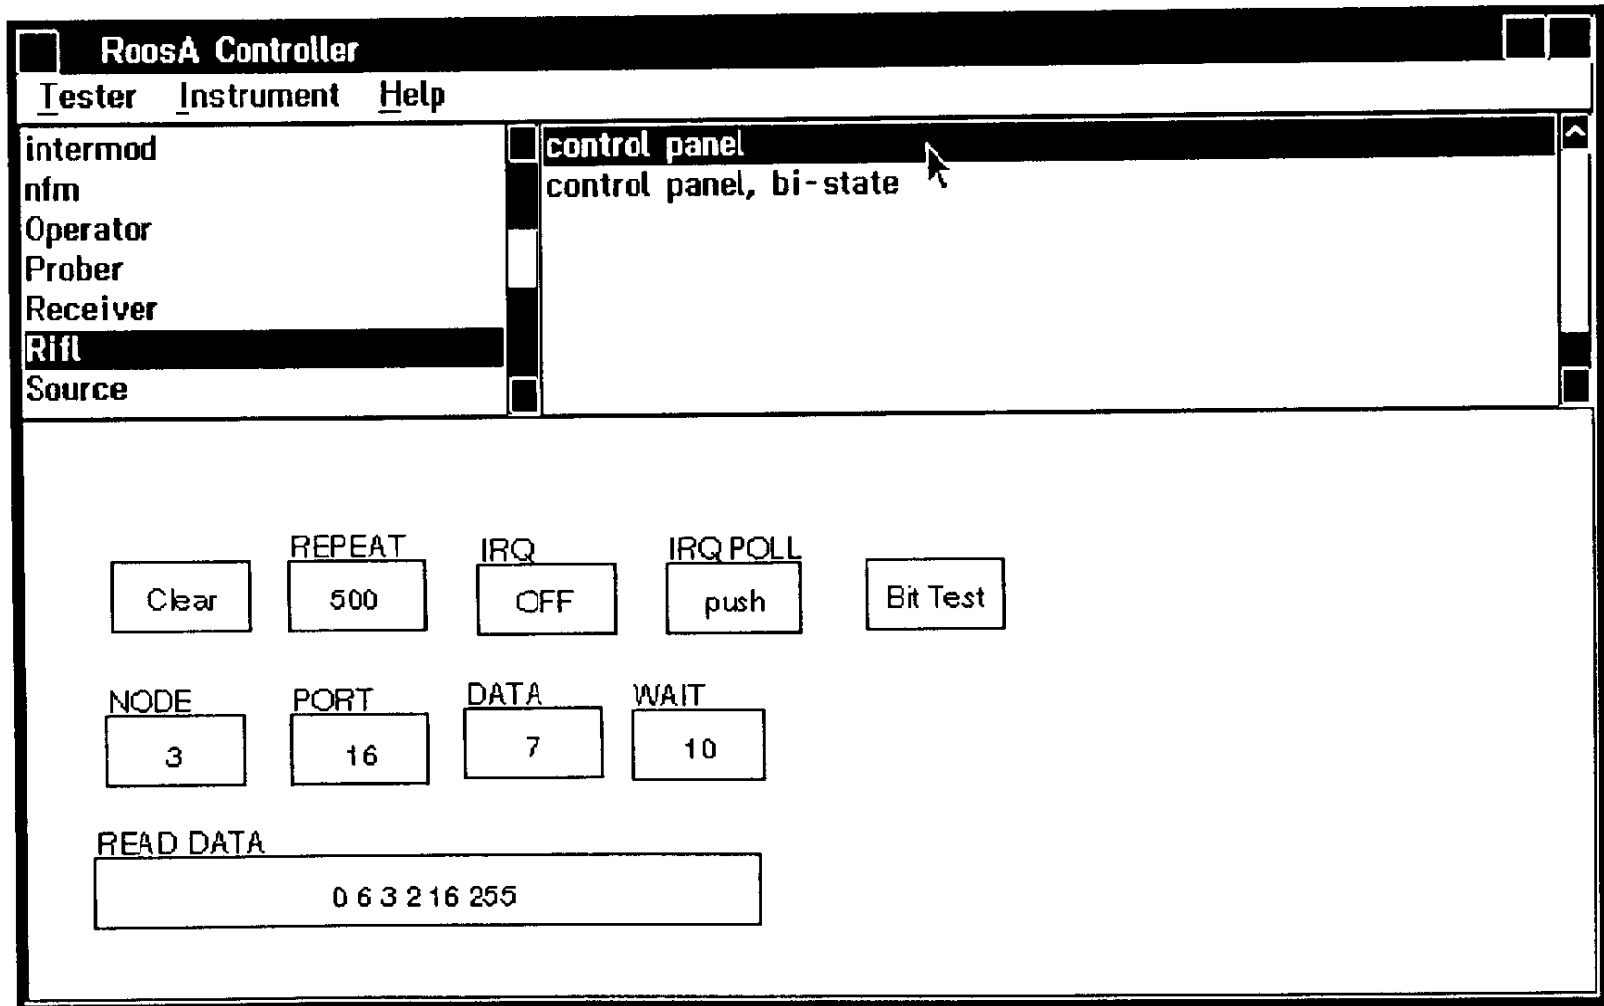 RoosA Controller
Tester Instrument Help
intermod
nfm
Operator
Prober
Receiver
Rifl
Source
control panel
control panel, bi-state
REPEAT IRQ IRQ POLL
Clear 500 OFF push Bit Test
NODE PORT DATA WAIT
3 16 7 10
READ DATA
0 6 3 2 16 255